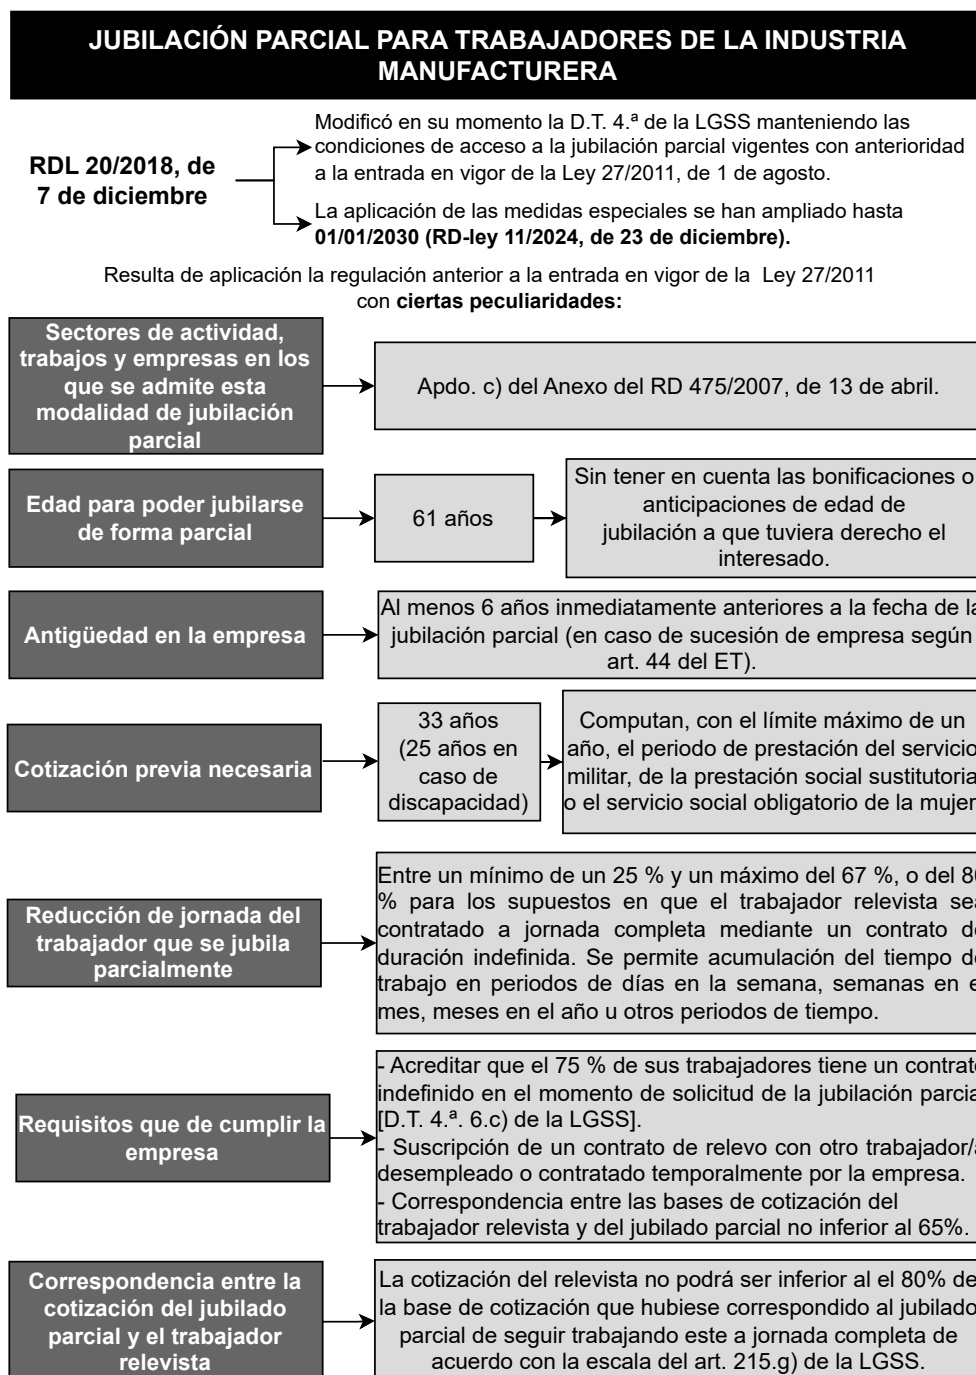 JUBILACIÓN PARCIAL PARA TRABAJADORES DE LA INDUSTRIA
MANUFACTURERA
RDL 20/2018, de
7 de diciembre
Modificó en su momento la D.T. 4.ª de la LGSS manteniendo las
condiciones de acceso a la jubilación parcial vigentes con anterioridad
a la entrada en vigor de la Ley 27/2011, de 1 de agosto.
La aplicación de las medidas especiales se han ampliado hasta
01/01/2030 (RD-ley 11/2024, de 23 de diciembre).
Resulta de aplicación la regulación anterior a la entrada en vigor de la Ley 27/2011
con ciertas peculiaridades:
Sectores de actividad,
trabajos y empresas en los
que se admite esta
modalidad de jubilación
parcial
Apdo. c) del Anexo del RD 475/2007, de 13 de abril.
Edad para poder jubilarse
de forma parcial
61 años
Sin tener en cuenta las bonificaciones o
anticipaciones de edad de
jubilación a que tuviera derecho el
interesado.
Antigüedad en la empresa
Al menos 6 años inmediatamente anteriores a la fecha de la
jubilación parcial (en caso de sucesión de empresa según
art. 44 del ET).
Cotización previa necesaria
33 años
(25 años en
caso de
discapacidad)
Computan, con el límite máximo de un
año, el periodo de prestación del servicio
militar, de la prestación social sustitutoria
o el servicio social obligatorio de la mujer
Reducción de jornada del
trabajador que se jubila
parcialmente
Entre un mínimo de un 25 % y un máximo del 67 %, o del 80
% para los supuestos en que el trabajador relevista sea
contratado a jornada completa mediante un contrato de
duración indefinida. Se permite acumulación del tiempo de
trabajo en periodos de días en la semana, semanas en el
mes, meses en el año u otros periodos de tiempo.
Requisitos que de cumplir la
empresa
- Acreditar que el 75 % de sus trabajadores tiene un contrato
indefinido en el momento de solicitud de la jubilación parcial
[D.T. 4.ª. 6.c) de la LGSS].
- Suscripción de un contrato de relevo con otro trabajador/a
desempleado o contratado temporalmente por la empresa.
- Correspondencia entre las bases de cotización del
trabajador relevista y del jubilado parcial no inferior al 65%.
Correspondencia entre la
cotización del jubilado
parcial y el trabajador
relevista
La cotización del relevista no podrá ser inferior al el 80% de
la base de cotización que hubiese correspondido al jubilado
parcial de seguir trabajando este a jornada completa de
acuerdo con la escala del art. 215.g) de la LGSS.